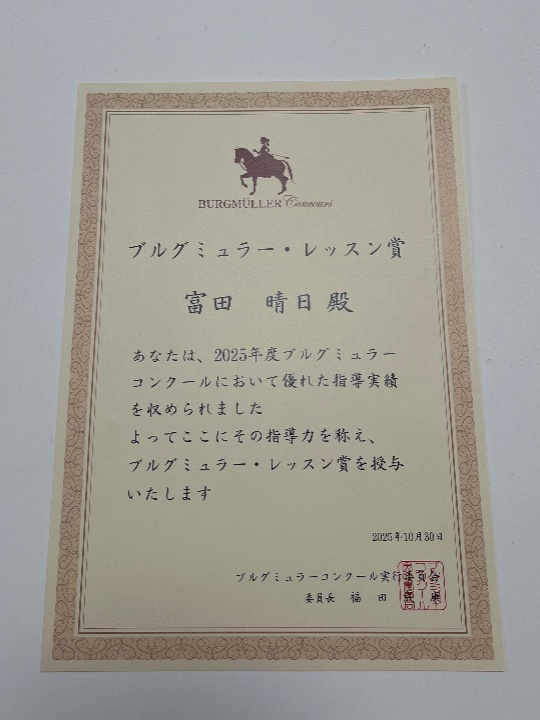 BURGMÜLLER Concours
ブルグミュラー・レッスン賞
富田 晴日 殿
あなたは、2025年度ブルグミュラー
コンクールにおいて優れた指導実績
を収められました
よってここにその指導力を称え、
ブルグミュラー・レッスン賞を授与
いたします
2025年10月30日
ブルグミュラーコンクール実行委員会
委員長 福田